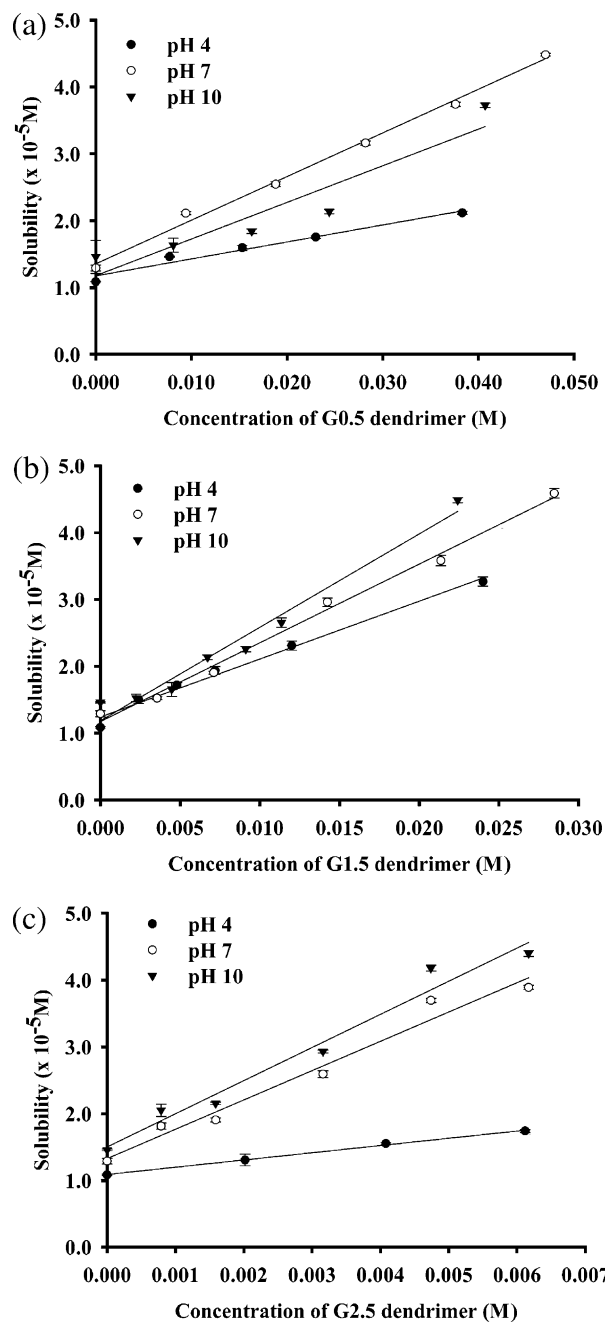 (a)
pH 4
pH 7
pH 10
5.0
4.0
3.0
2.0
1.0
0.0
Solubility (x 10-5M)
0.000 0.010 0.020 0.030 0.040 0.050
Concentration of G0.5 dendrimer (M)
(b)
pH 4
pH 7
pH 10
5.0
4.0
3.0
2.0
1.0
0.0
Solubility (x 10-5M)
0.000 0.005 0.010 0.015 0.020 0.025 0.030
Concentration of G1.5 dendrimer (M)
(c)
pH 4
pH 7
pH 10
5.0
4.0
3.0
2.0
1.0
0.0
Solubility (x 10-5M)
0.000 0.001 0.002 0.003 0.004 0.005 0.006 0.007
Concentration of G2.5 dendrimer (M)